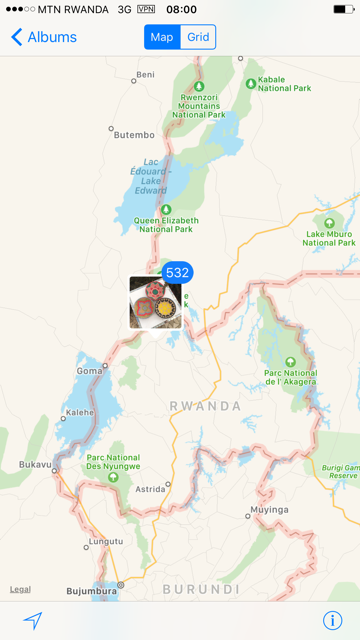 MTN RWANDA 3G VPN 08:00
Albums
Map Grid
Beni
Rwenzori
Mountains
National Park
Kabale
National Park
Butembo
Lac
Édouard -
Lake
Edward
Queen Elizabeth
National Park
Lake Mburo
National Park
532
Goma
Parc National
de l' Akagera
Kalehe
RWANDA
Bukavu
Parc National
Des Nyungwe
Burigi Gam
Reserve
Astrida
Muyinga
Lungutu
Legal
Bujumbura
BURUNDI